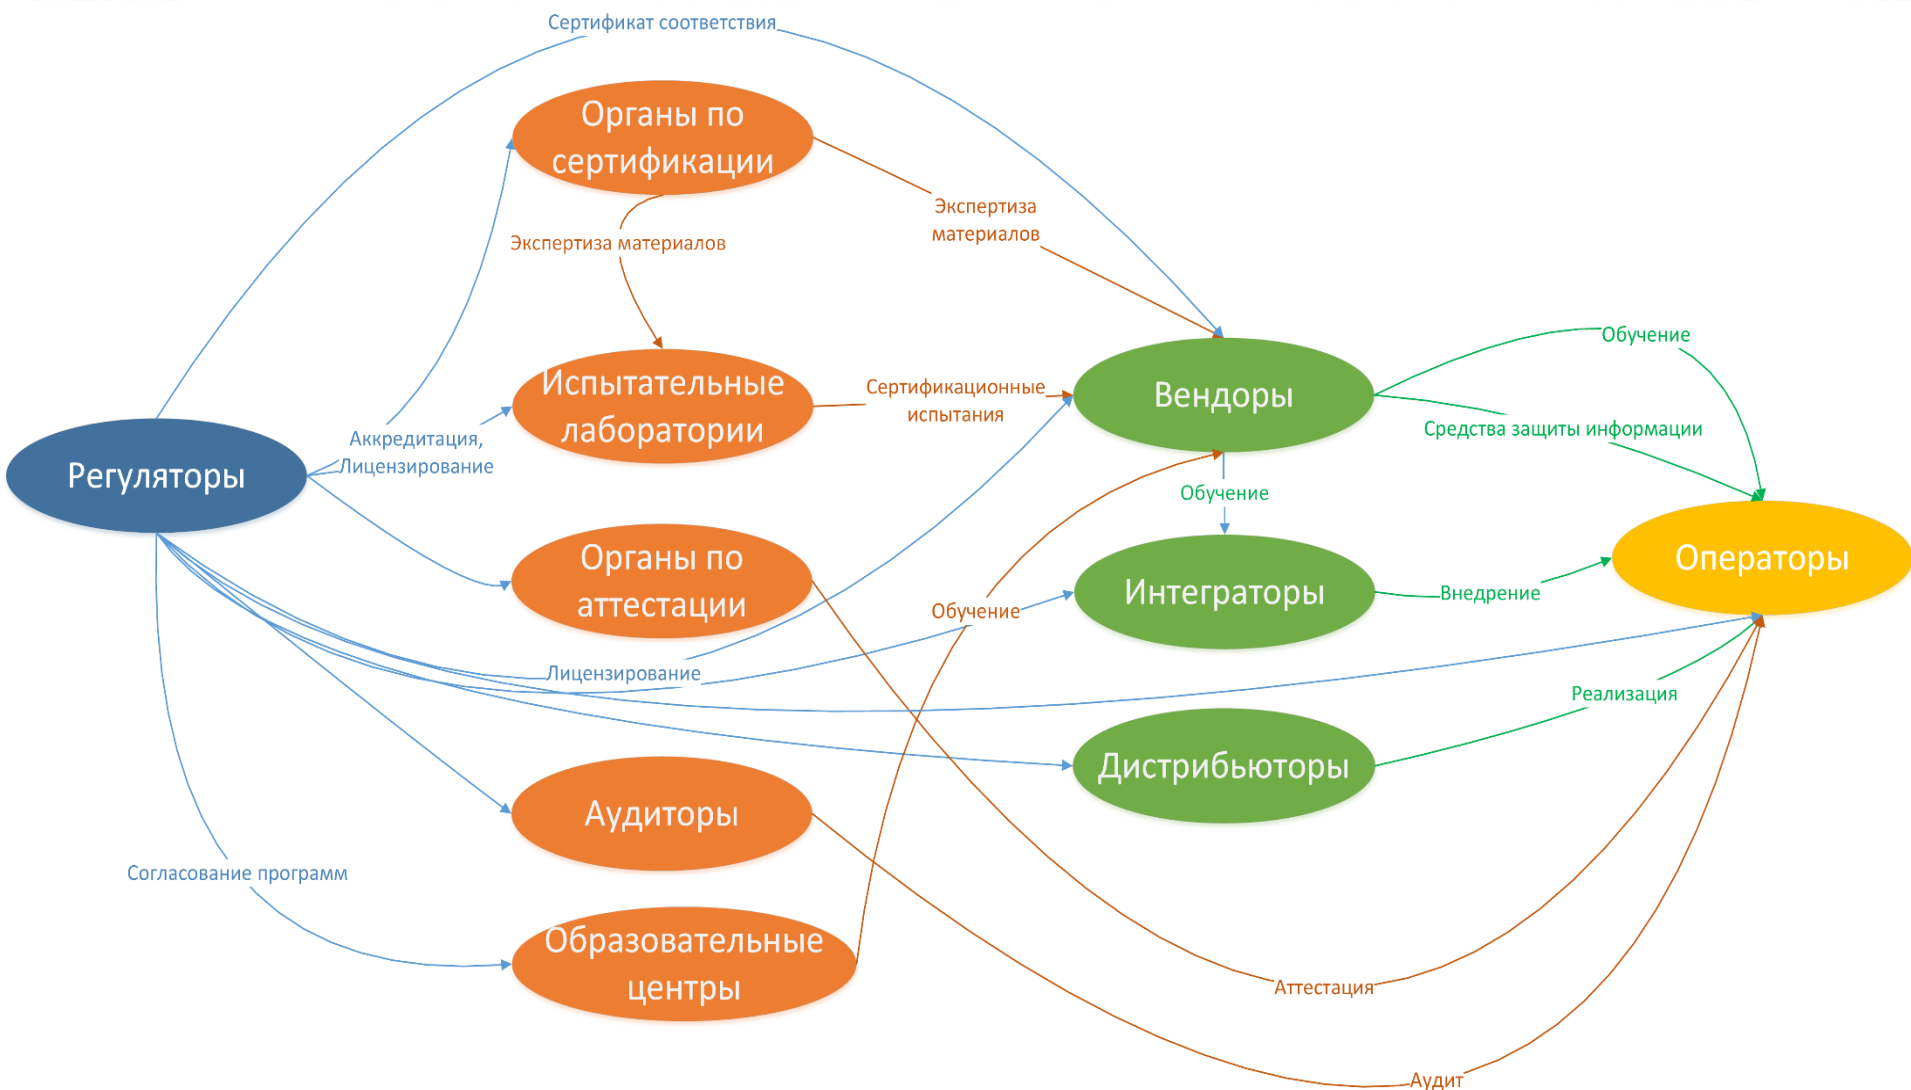 Сертификат соответствия
Органы по
сертификации
Экспертиза
материалов
Экспертиза материалов
Обучение
Испытательные
лаборатории
Сертификационные
испытания
Вендоры
Средства защиты информации
Аккредитация,
Лицензирование
Регуляторы
Обучение
Органы по
аттестации
Операторы
Интеграторы
Внедрение
Обучение
Лицензирование
Реализация
Дистрибьюторы
Аудиторы
Согласование программ
Образовательные
центры
Аттестация
Аудит